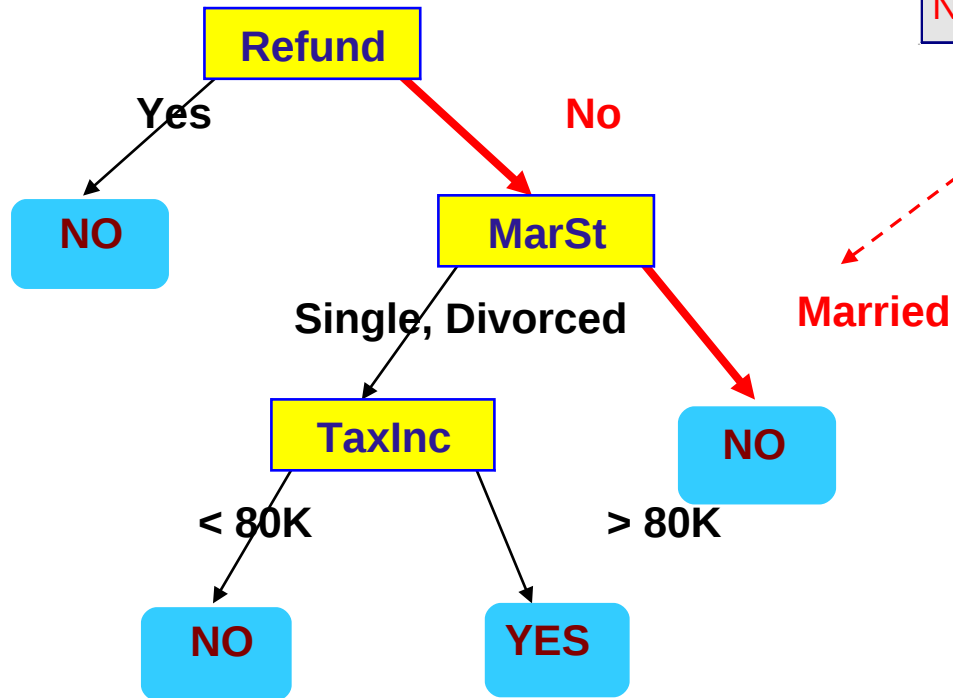 Refund
Yes
No
NO
MarSt
Single, Divorced
Married
TaxInc
NO
< 80K
> 80K
NO
YES